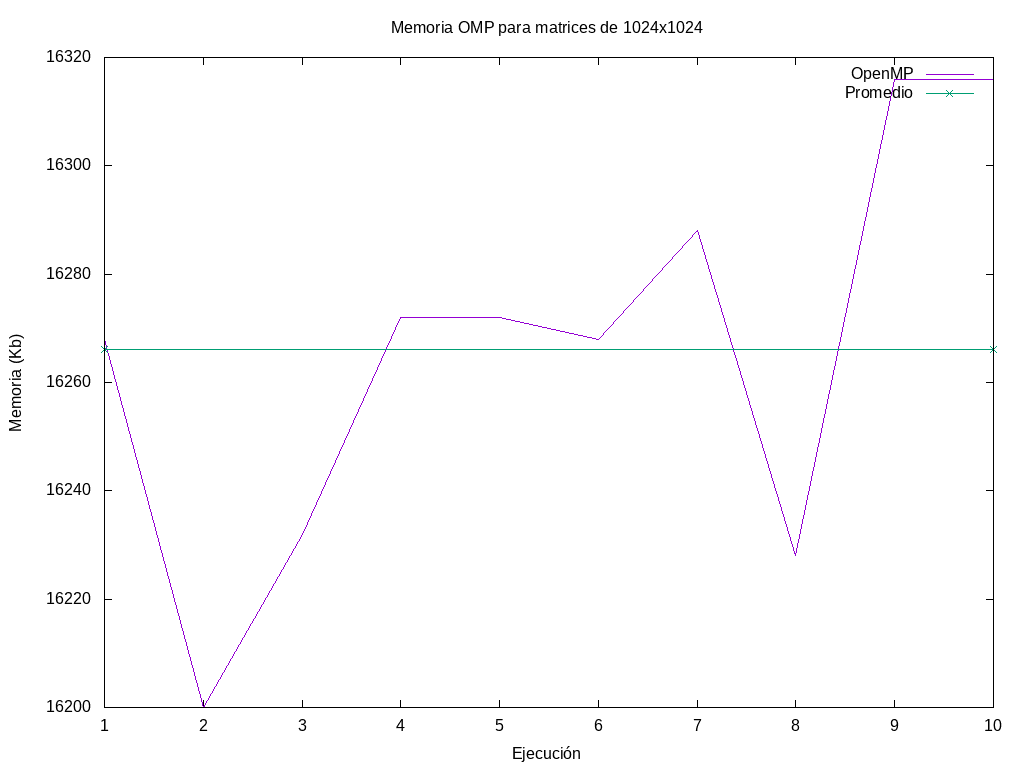 Memoria OMP para matrices de 1024x1024
16320
16300
16280
16260
16240
16220
16200
Memoria (Kb)
OpenMP
Promedio
1 2 3 4 5 6 7 8 9 10
Ejecución